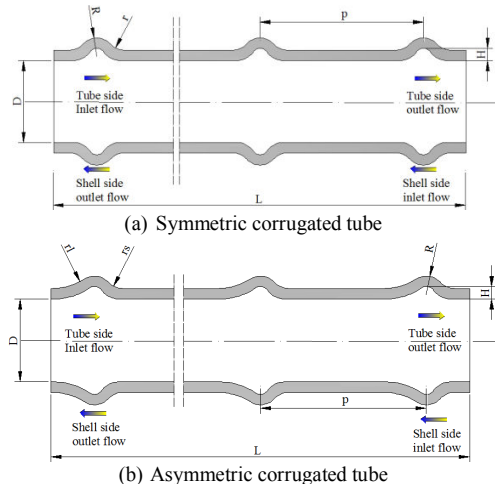 R
r
p
H
D
Tube side
Inlet flow
Tube side
outlet flow
Shell side
outlet flow
Shell side
inlet flow
L
(a) Symmetric corrugated tube
rl
rs
R
H
D
Tube side
Inlet flow
Tube side
outlet flow
p
Shell side
outlet flow
Shell side
inlet flow
L
(b) Asymmetric corrugated tube